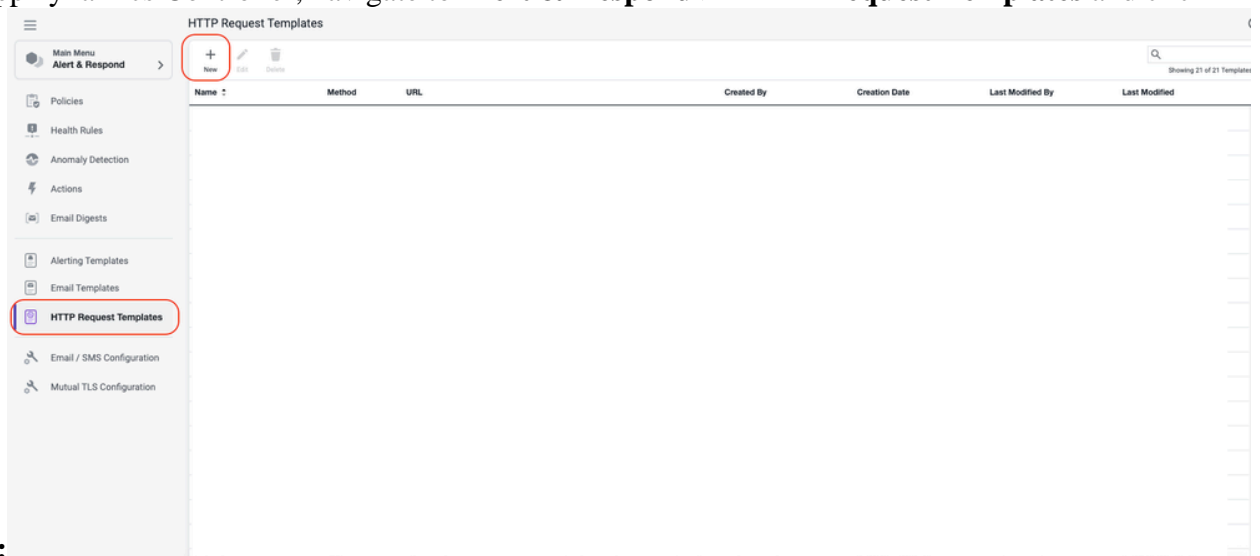 HTTP Request Templates
Main Menu
Alert & Respond
New
Edit
Delete
Showing 21 of 21 Templates
Name Method URL Created By Creation Date Last Modified By Last Modified
Policies
Health Rules
Anomaly Detection
Actions
Email Digests
Alerting Templates
Email Templates
HTTP Request Templates
Email / SMS Configuration
Mutual TLS Configuration